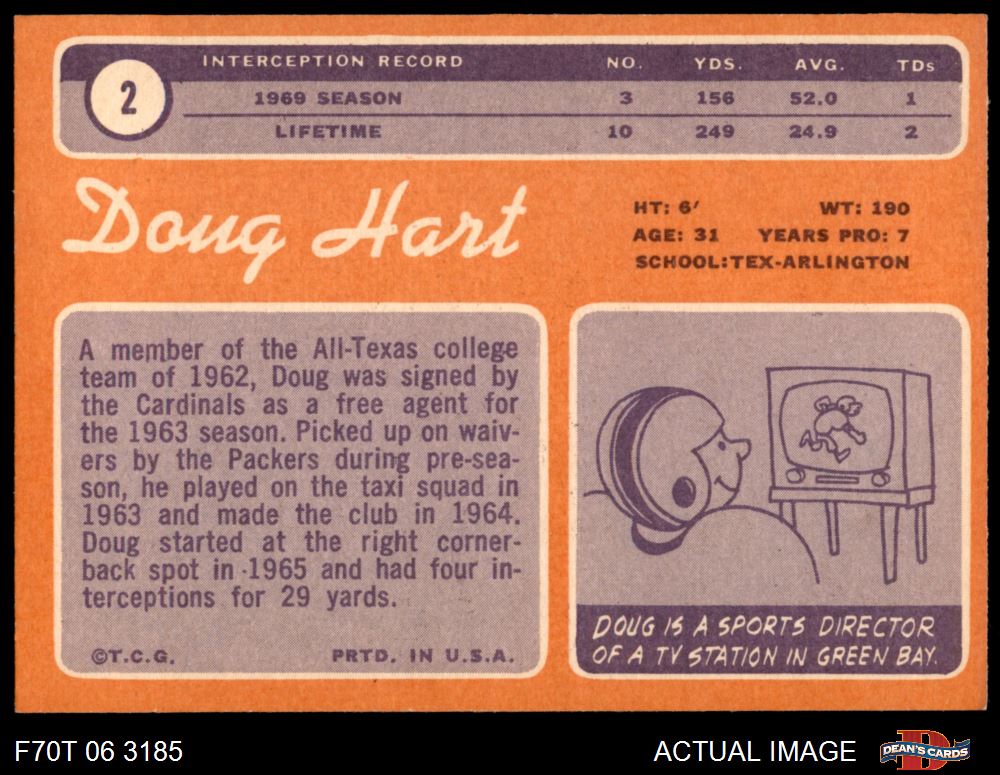 INTERCEPTION RECORD NO. YDS. AVG. TDs
2
1969 SEASON 3 156 52.0 1
LIFETIME 10 249 24.9 2
Doug Hart
HT: 6′ WT: 190
AGE: 31 YEARS PRO: 7
SCHOOL:TEX-ARLINGTON
A member of the All-Texas college
team of 1962, Doug was signed by
the Cardinals as a free agent for
the 1963 season. Picked up on waiv-
ers by the Packers during pre-sea-
son, he played on the taxi squad in
1963 and made the club in 1964.
Doug started at the right corner-
back spot in 1965 and had four in-
terceptions for 29 yards.
©T.C.G. PRTD. IN U.S.A.
DOUG IS A SPORTS DIRECTOR
OF A TV STATION IN GREEN BAY.
F70T 06 3185 ACTUAL IMAGE D DEAN'S CARDS